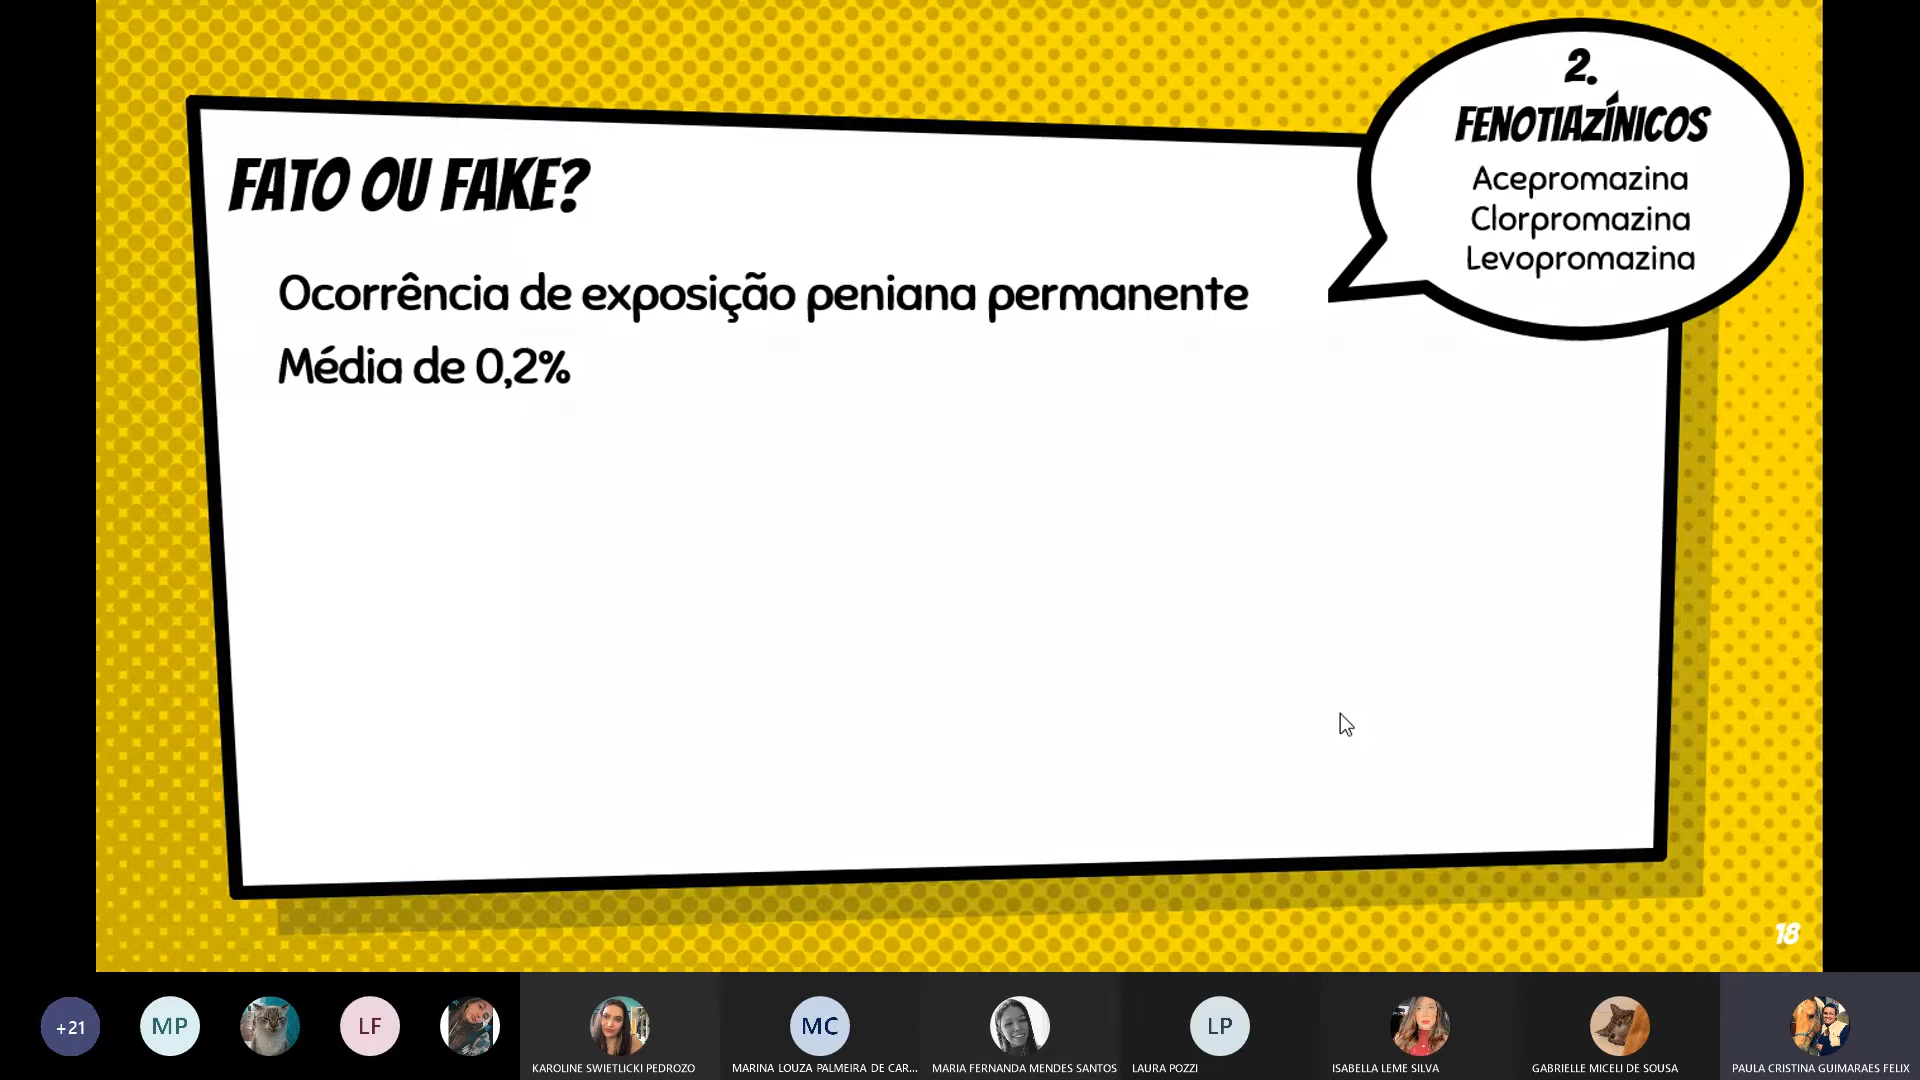 2.
FENOTIAZÍNICOS
Acepromazina
Clorpromazina
Levopromazina
FATO OU FAKE?
Ocorrência de exposição peniana permanente
Média de 0,2%
18
+21
MP
LF
MC
LP
KAROLINE SWIETLICKI PEDROZO
MARINA LOUZA PALMEIRA DE CAR...
MARIA FERNANDA MENDES SANTOS
LAURA POZZI
ISABELLA LEME SILVA
GABRIELLE MICELI DE SOUSA
PAULA CRISTINA GUIMARAES FELIX